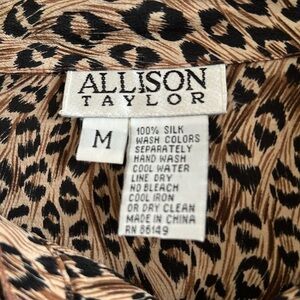 ALLISON
TAYLOR
M
100% SILK
WASH COLORS
SEPARATELY
HAND WASH
COOL WATER
LINE DRY
NO BLEACH
COOL IRON
OR DRY CLEAN
MADE IN CHINA
RN 86149